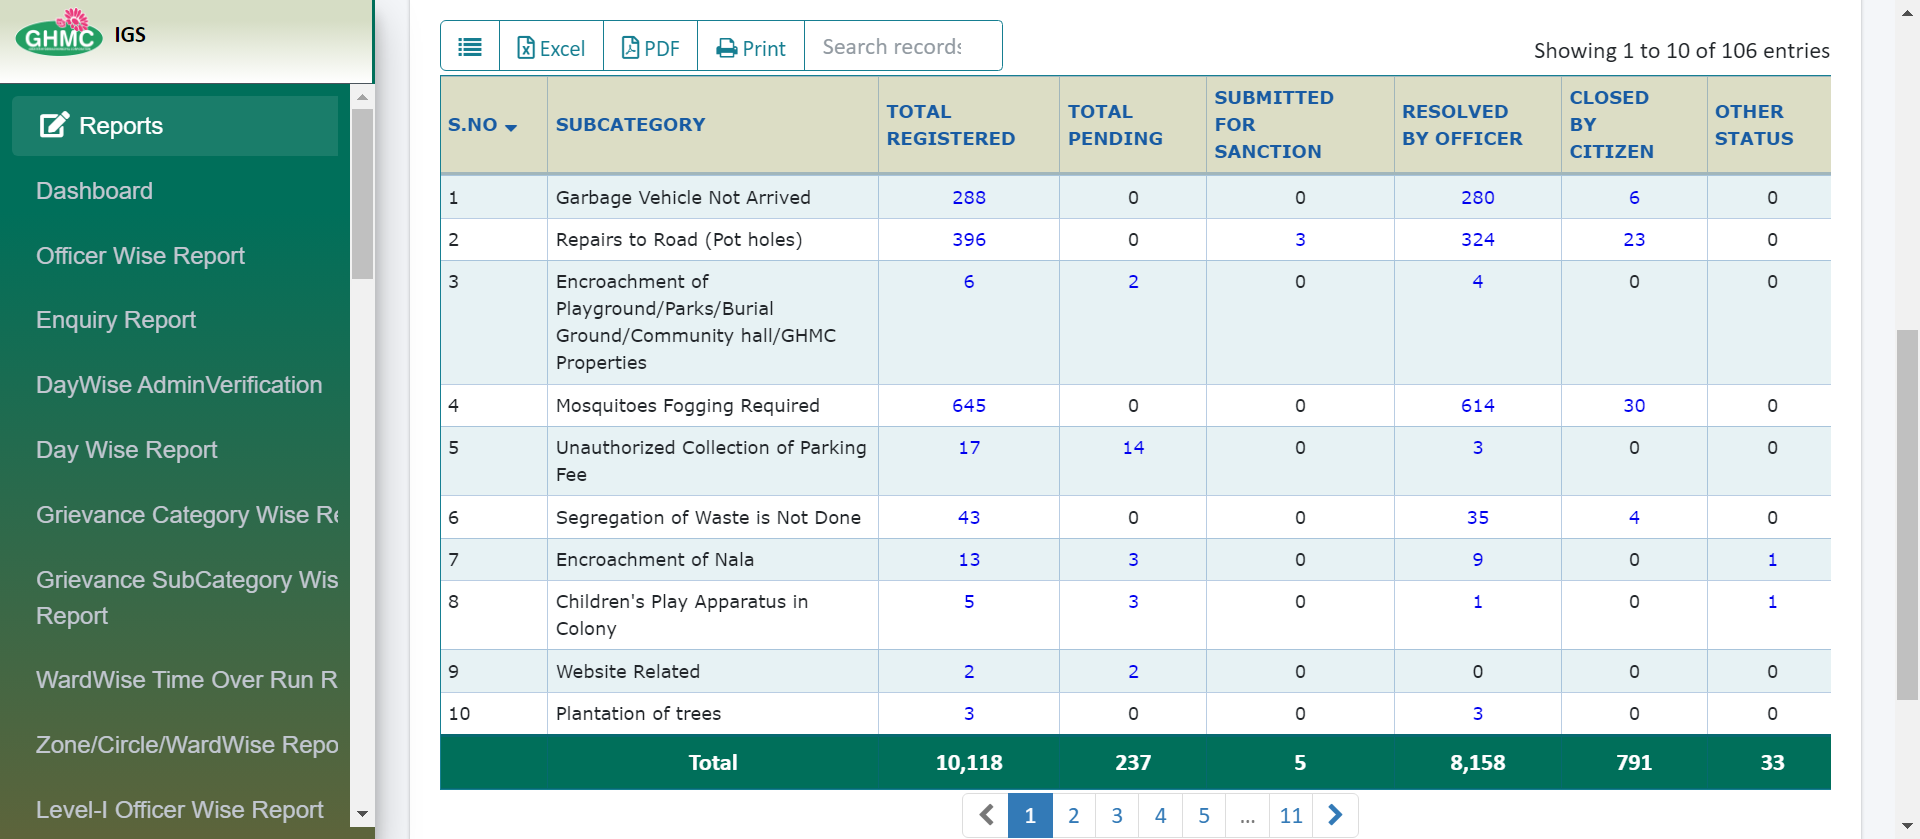 GHMC IGS
Reports
Dashboard
Officer Wise Report
Enquiry Report
DayWise AdminVerification
Day Wise Report
Grievance Category Wise Re
Grievance SubCategory Wis
Report
WardWise Time Over Run R
Zone/Circle/WardWise Repo
Level-I Officer Wise Report
Excel PDF Print Search records
Showing 1 to 10 of 106 entries
S.NO SUBCATEGORY TOTAL REGISTERED TOTAL PENDING SUBMITTED FOR SANCTION RESOLVED BY OFFICER CLOSED BY CITIZEN OTHER STATUS
1 Garbage Vehicle Not Arrived 288 0 0 280 6 0
2 Repairs to Road (Pot holes) 396 0 3 324 23 0
3 Encroachment of 6 2 0 4 0 0
Playground/Parks/Burial
Ground/Community hall/GHMC
Properties
4 Mosquitoes Fogging Required 645 0 0 614 30 0
5 Unauthorized Collection of Parking 17 14 0 3 0 0
Fee
6 Segregation of Waste is Not Done 43 0 0 35 4 0
7 Encroachment of Nala 13 3 0 9 0 1
8 Children's Play Apparatus in 5 3 0 1 0 1
Colony
9 Website Related 2 2 0 0 0 0
10 Plantation of trees 3 0 0 3 0 0
Total 10,118 237 5 8,158 791 33
1 2 3 4 5 ... 11